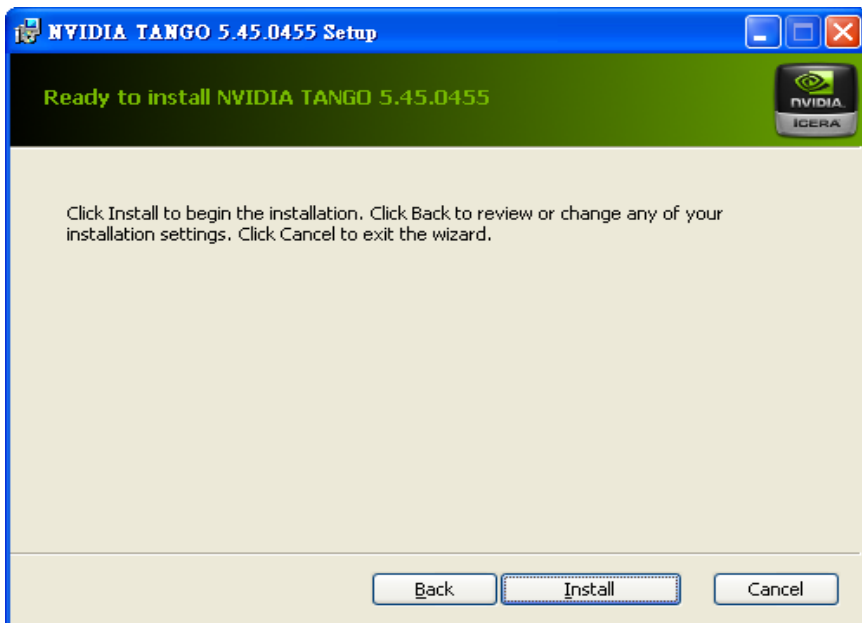 NVIDIA TANGO 5.45.0455 Setup
Ready to install NVIDIA TANGO 5.45.0455
NVIDIA.
ICERA
Click Install to begin the installation. Click Back to review or change any of your
installation settings. Click Cancel to exit the wizard.
Back
Install
Cancel